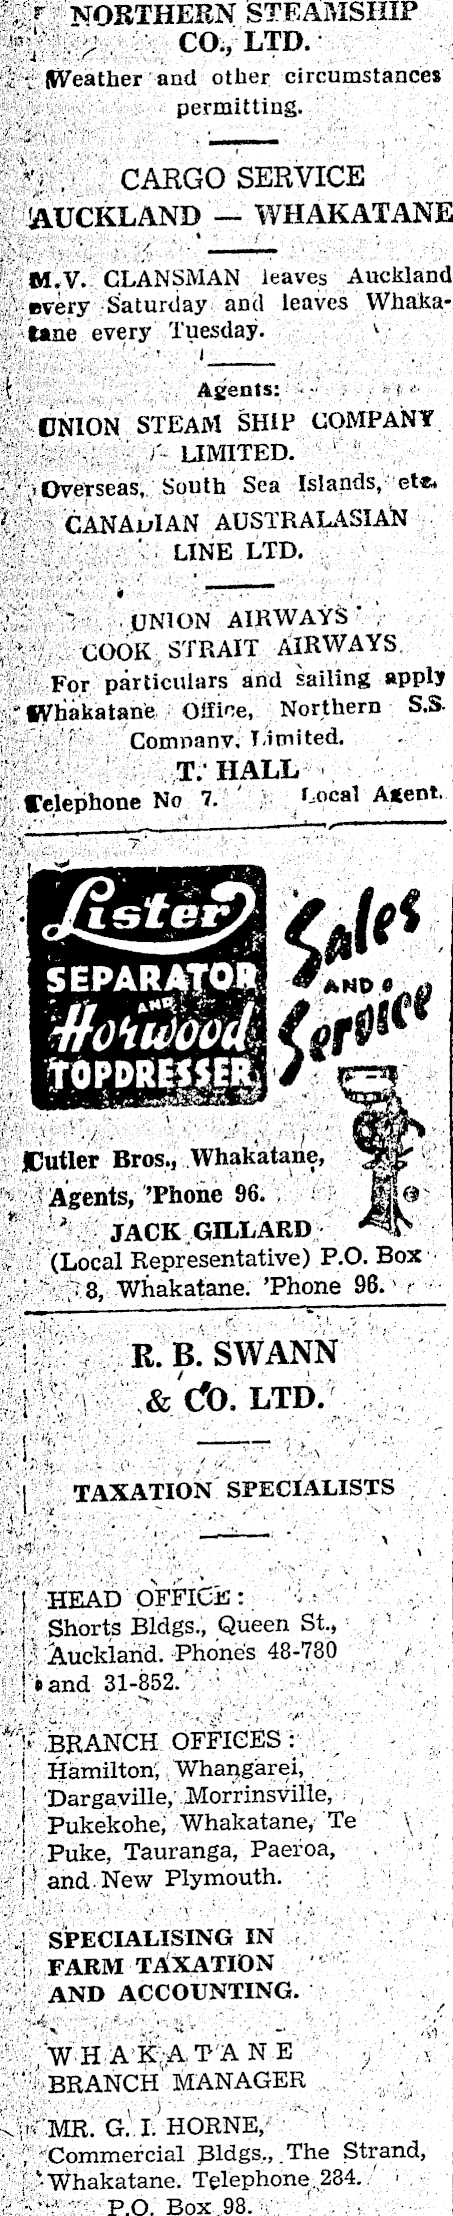 NORTHERN STEAMSHIP
CO., LTD.
Weather and other circumstances
permitting.
CARGO SERVICE
AUCKLAND — WHAKATANE
M.V. CLANSMAN leaves Auckland
every Saturday and leaves Whaka-
tane every Tuesday.
Agents:
UNION STEAM SHIP COMPANY
LIMITED.
Overseas, South Sea Islands, etc.
CANADIAN AUSTRALASIAN
LINE LTD.
UNION AIRWAYS
COOK STRAIT AIRWAYS.
For particulars and sailing apply
Whakatane Office, Northern S.S.
Company, Limited.
T. HALL
Telephone No 7. Local Agent.
Lister
SEPARATOR
AND
Horwood
TOPDRESSER
Sales
AND
Service
Cutler Bros., Whakatane,
Agents, 'Phone 96.
JACK GILLARD
(Local Representative) P.O. Box
8, Whakatane. 'Phone 96.
R. B. SWANN
& CO. LTD.
TAXATION SPECIALISTS
HEAD OFFICE:
Shorts Bldgs., Queen St.,
Auckland. Phones 48-780
and 31-852.
BRANCH OFFICES:
Hamilton, Whangarei,
Dargaville, Morrinsville,
Pukekohe, Whakatane, Te
Puke, Tauranga, Paeroa,
and New Plymouth.
SPECIALISING IN
FARM TAXATION
AND ACCOUNTING.
WHAKATANE
BRANCH MANAGER
MR. G. I. HORNE,
Commercial Bldgs., The Strand,
Whakatane. Telephone 284.
P.O. Box 98.